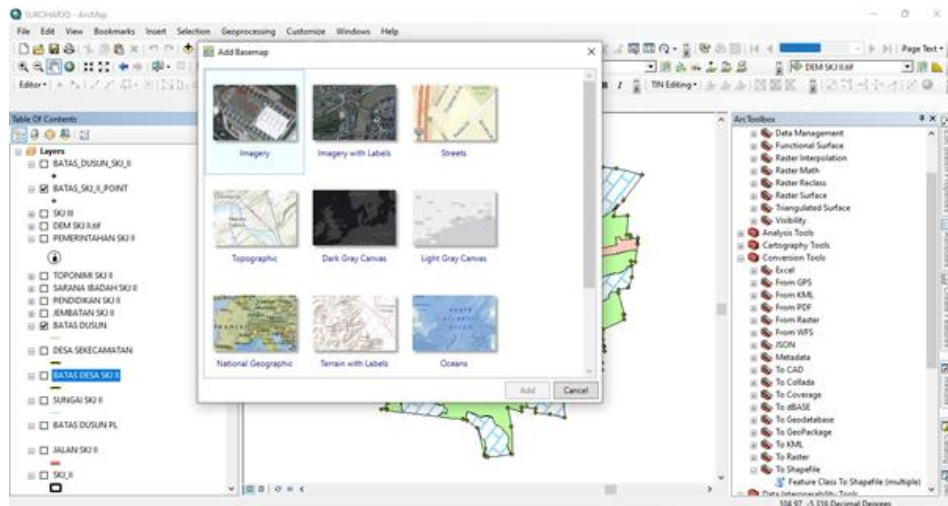 SUKOHARJO - ArcMap
File Edit View Bookmarks Insert Selection Geoprocessing Customize Windows Help
Page Text
Editor
TIN Editing
DEM SKJ II.tif
Table Of Contents
Layers
BATAS_DUSUN_SKJ_II
BATAS_SKJ_II_POINT
SKJ III
DEM SKJ II.tif
PEMERINTAHAN SKJ II
TOPONIMI SKJ II
SARANA IBADAH SKJ II
PENDIDIKAN SKJ II
JEMBATAN SKJ II
BATAS DUSUN
DESA SEKECAMATAN
BATAS DESA SKJ II
SUNGAI SKJ II
BATAS DUSUN PL
JALAN SKJ II
SKJ_II
Add Basemap
Imagery
Imagery with Labels
Streets
Topographic
Dark Gray Canvas
Light Gray Canvas
National Geographic
Terrain with Labels
Oceans
Add
Cancel
ArcToolbox
Data Management
Functional Surface
Raster Interpolation
Raster Math
Raster Reclass
Raster Surface
Triangulated Surface
Visibility
Analysis Tools
Cartography Tools
Conversion Tools
Excel
From GPS
From KML
From PDF
From Raster
From WFS
JSON
Metadata
To CAD
To Collada
To Coverage
To dBASE
To Geodatabase
To GeoPackage
To KML
To Raster
To Shapefile
Feature Class To Shapefile (multiple)
Data Interoperability Tools
104.97 -5.316 Decimal Degrees